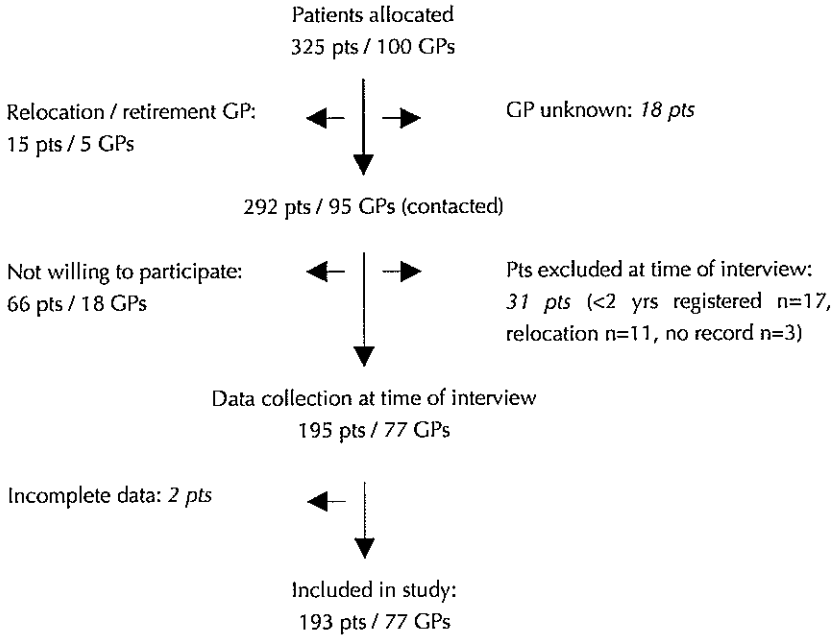 Patients allocated
325 pts / 100 GPs
Relocation / retirement GP:
15 pts / 5 GPs
GP unknown: 18 pts
292 pts / 95 GPs (contacted)
Not willing to participate:
66 pts / 18 GPs
Pts excluded at time of interview:
31 pts (<2 yrs registered n=17,
relocation n=11, no record n=3)
Data collection at time of interview
195 pts / 77 GPs
Incomplete data: 2 pts
Included in study:
193 pts / 77 GPs